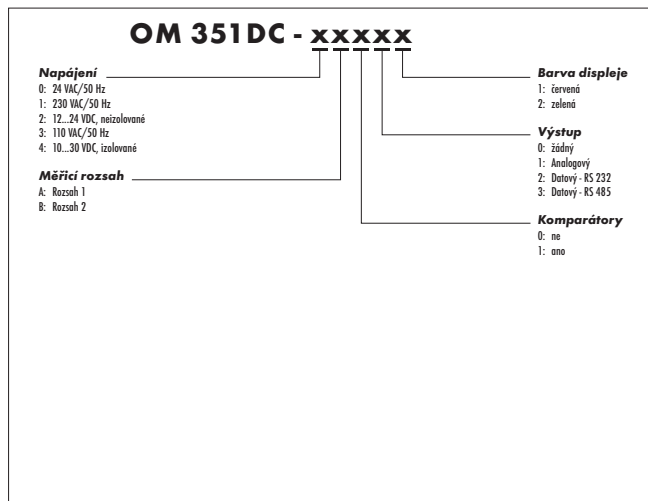 OM 351DC - xxxxx
Napájení
0: 24 VAC/50 Hz
1: 230 VAC/50 Hz
2: 12...24 VDC, neizolované
3: 110 VAC/50 Hz
4: 10...30 VDC, izolované
Měřicí rozsah
A: Rozsah 1
B: Rozsah 2
Barva displeje
1: červená
2: zelená
Výstup
0: žádný
1: Analogový
2: Datový - RS 232
3: Datový - RS 485
Komparátory
0: ne
1: ano